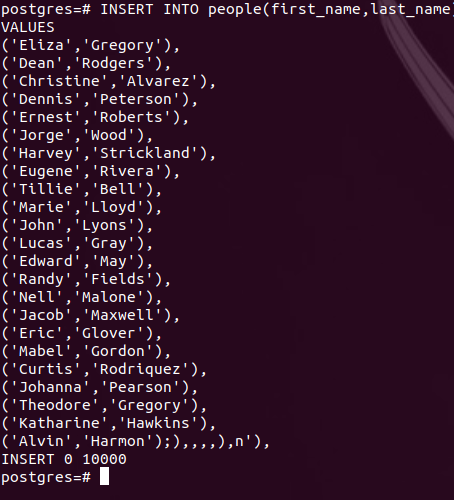 postgres=# INSERT INTO people(first_name,last_name)
VALUES
('Eliza','Gregory'),
('Dean','Rodgers'),
('Christine','Alvarez'),
('Dennis','Peterson'),
('Ernest','Roberts'),
('Jorge','Wood'),
('Harvey','Strickland'),
('Eugene','Rivera'),
('Tillie','Bell'),
('Marie','Lloyd'),
('John','Lyons'),
('Lucas','Gray'),
('Edward','May'),
('Randy','Fields'),
('Nell','Malone'),
('Jacob','Maxwell'),
('Eric','Glover'),
('Mabel','Gordon'),
('Curtis','Rodriquez'),
('Johanna','Pearson'),
('Theodore','Gregory'),
('Katharine','Hawkins'),
('Alvin','Harmon');),,,,),n'),
INSERT 0 10000
postgres=#